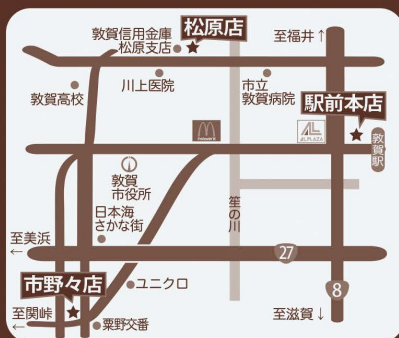 敦賀信用金庫
松原支店
松原店
至福井↑
敦賀高校
川上医院
市立
敦賀病院
駅前本店
McDonald's
AL PLAZA
敦賀駅
敦賀
市役所
日本海
さかな街
笙の川
至美浜
←
27
市野々店
ユニクロ
8
至関峠
←
粟野交番
至滋賀↓